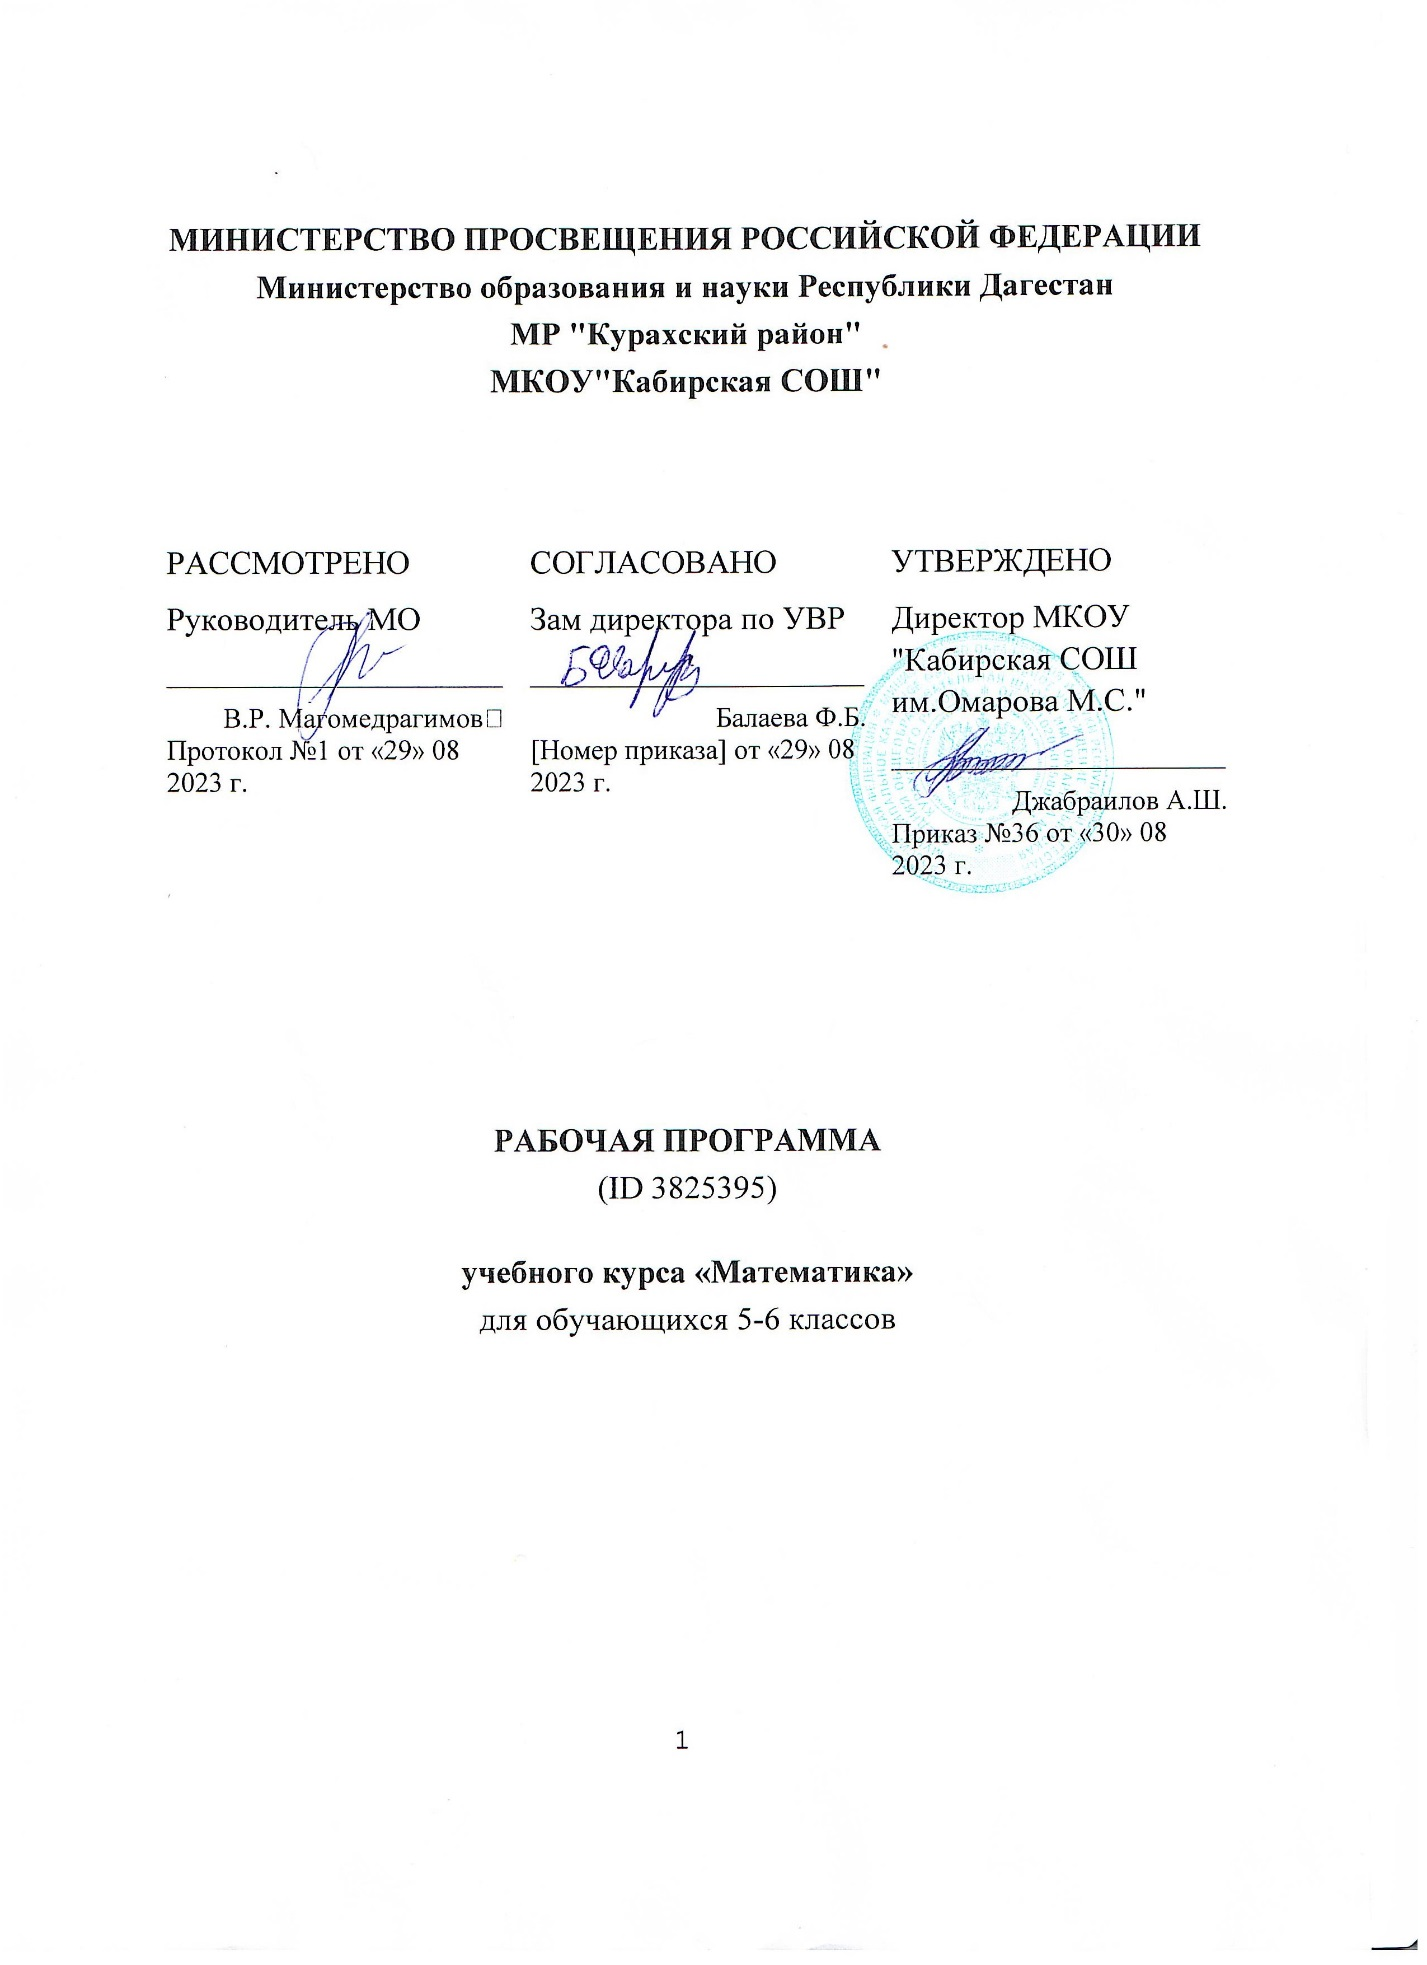 МИНИСТЕРСТВО ПРОСВЕЩЕНИЯ РОССИЙСКОЙ ФЕДЕРАЦИИ
Министерство образования и науки Республики Дагестан
МР "Курахский район"
МКОУ"Кабирская СОШ"
РАССМОТРЕНО
Руководитель МО
В.Р. Магомедрагимов
Протокол №1 от «29» 08
2023 г.
СОГЛАСОВАНО
Зам директора по УВР
Балаева Ф.Б.
[Номер приказа] от «29» 08
2023 г.
УТВЕРЖДЕНО
Директор МКОУ
"Кабирская СОШ
им.Омарова М.С."
Джабраилов А.Ш.
Приказ №36 от «30» 08
2023 г.
РАБОЧАЯ ПРОГРАММА
(ID 3825395)
учебного курса «Математика»
для обучающихся 5-6 классов
1